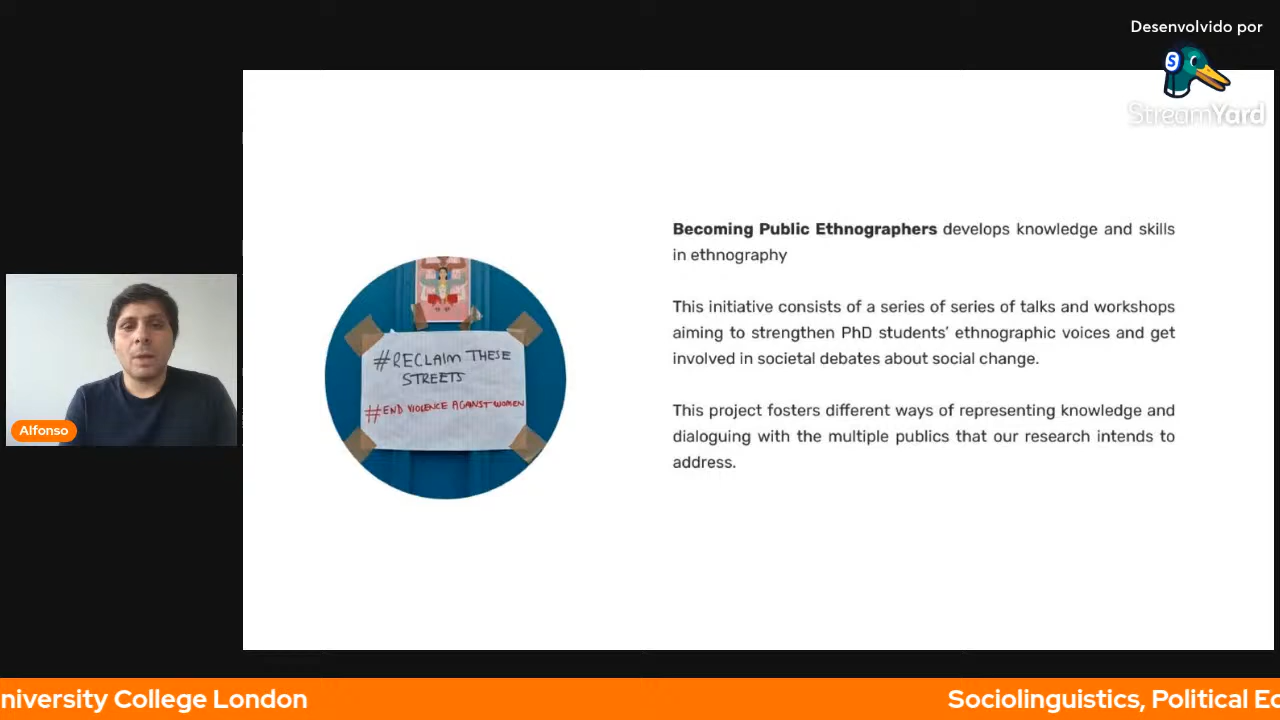 Desenvolvido por
S
StreamYard
Becoming Public Ethnographers develops knowledge and skills
in ethnography
This initiative consists of a series of series of talks and workshops
aiming to strengthen PhD students’ ethnographic voices and get
involved in societal debates about social change.
This project fosters different ways of representing knowledge and
dialoguing with the multiple publics that our research intends to
address.
#RECLAIM THESE
STREETS
#END VIOLENCE AGAINST WOMEN
Alfonso
niversity College London
Sociolinguistics, Political Ec